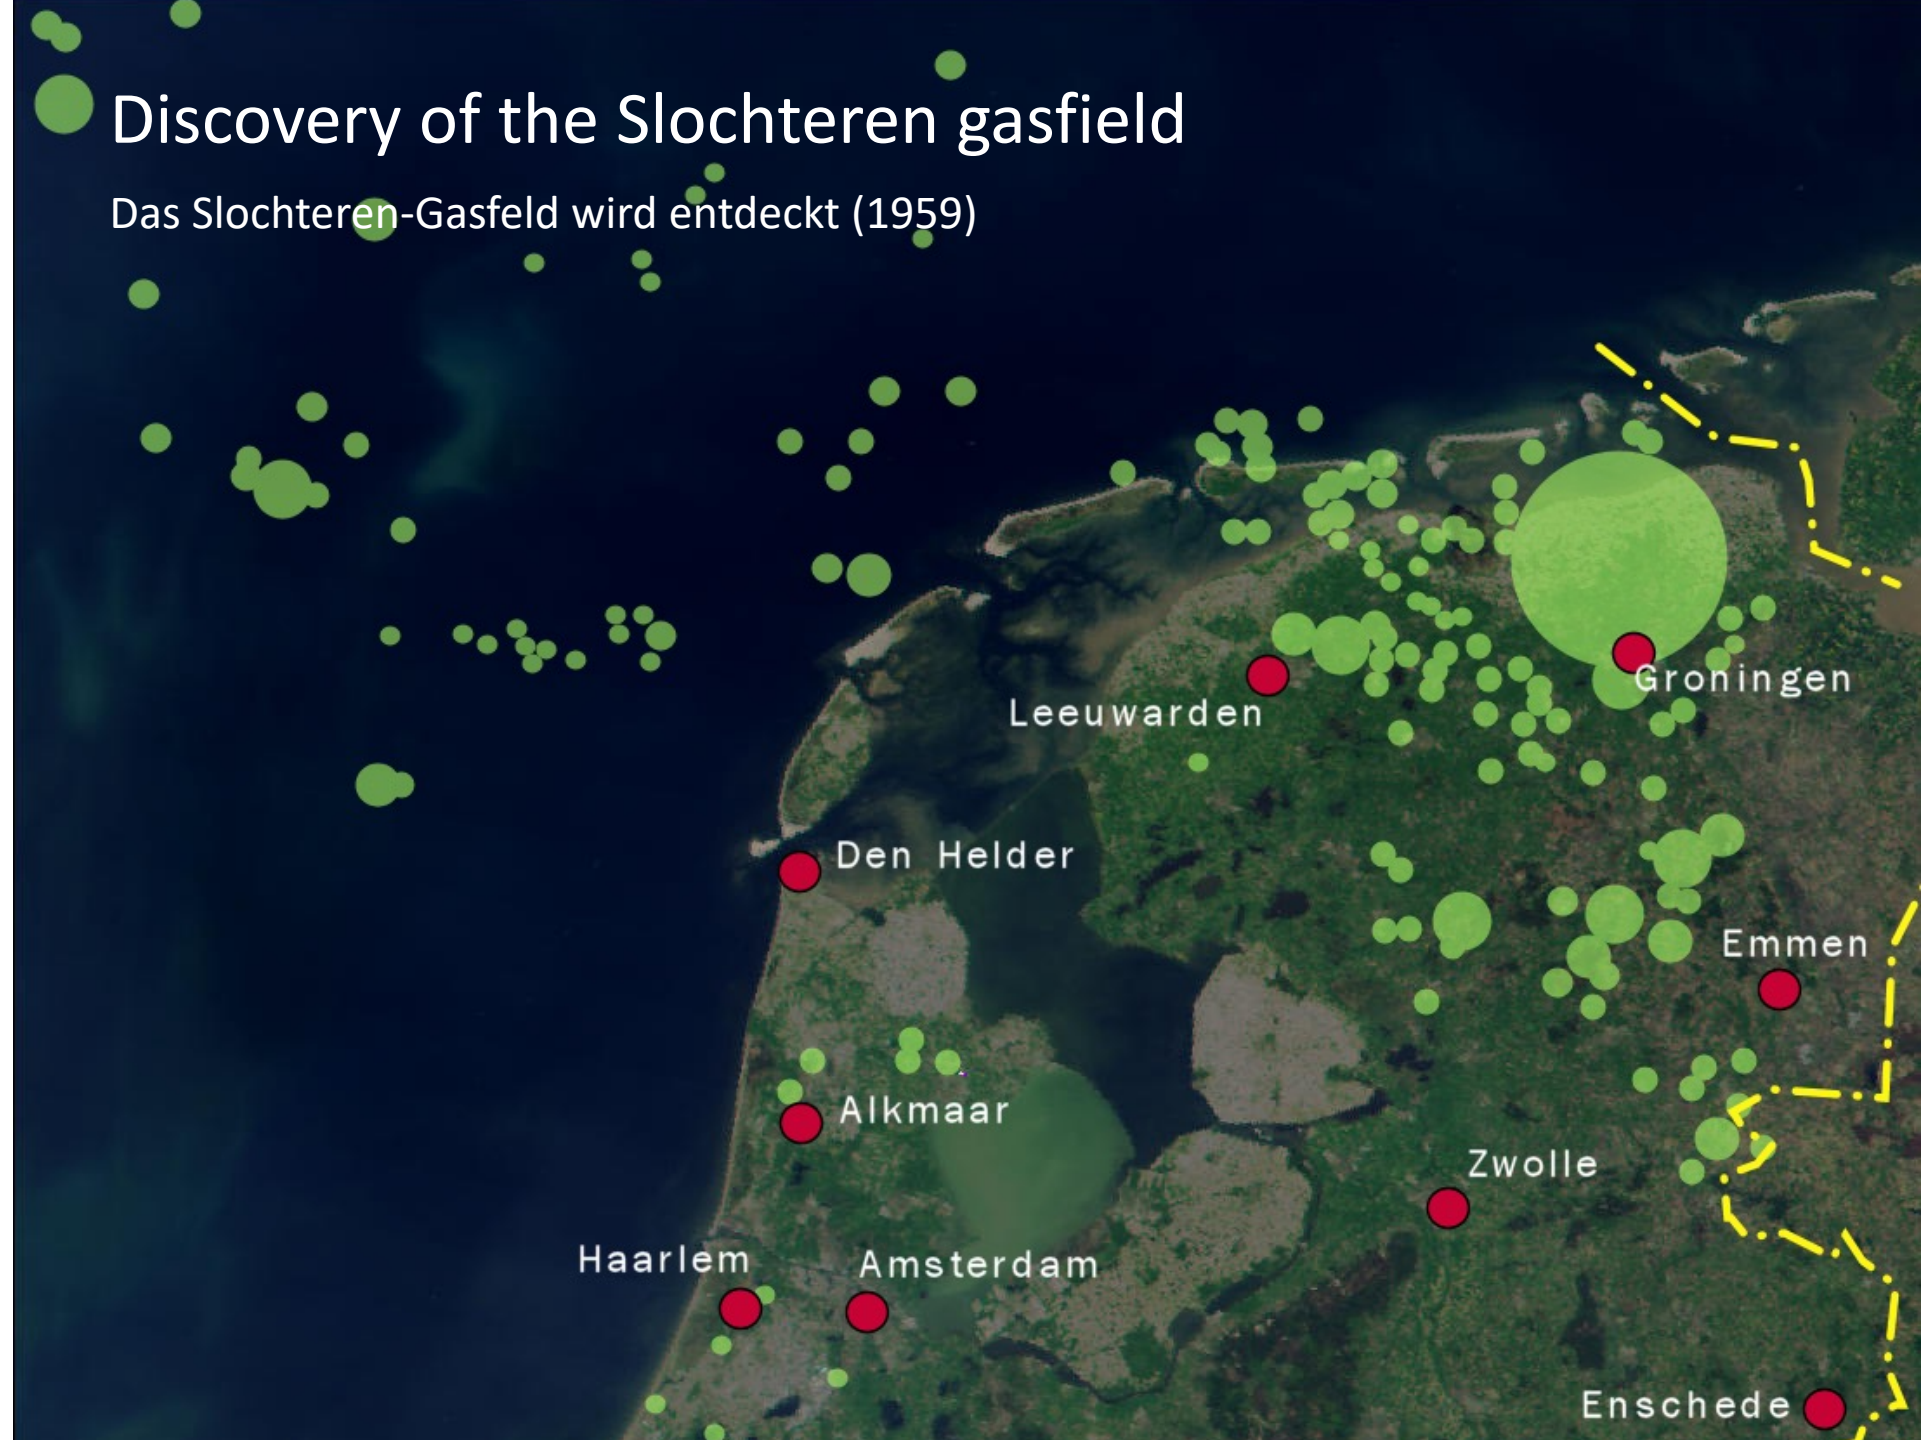 Discovery of the Slochteren gasfield
Das Slochteren-Gasfeld wird entdeckt (1959)
Groningen
Leeuwarden
Den Helder
Emmen
Alkmaar
Zwolle
Haarlem
Amsterdam
Enschede